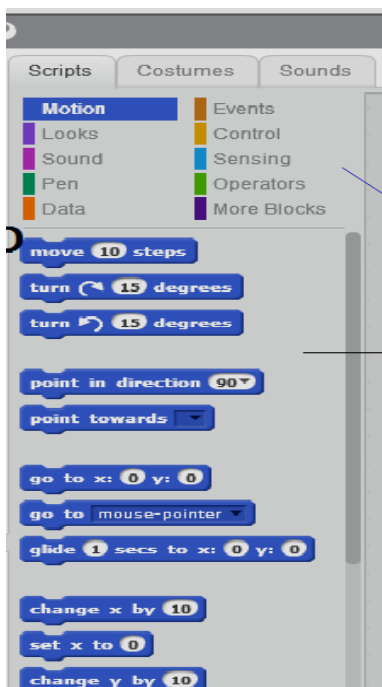 Scripts Costumes Sounds
Motion Events
Looks Control
Sound Sensing
Pen Operators
Data More Blocks
move 10 steps
turn 15 degrees
turn 15 degrees
point in direction 90
point towards
go to x: 0 y: 0
go to mouse-pointer
glide 1 secs to x: 0 y: 0
change x by 10
set x to 0
change y by 10